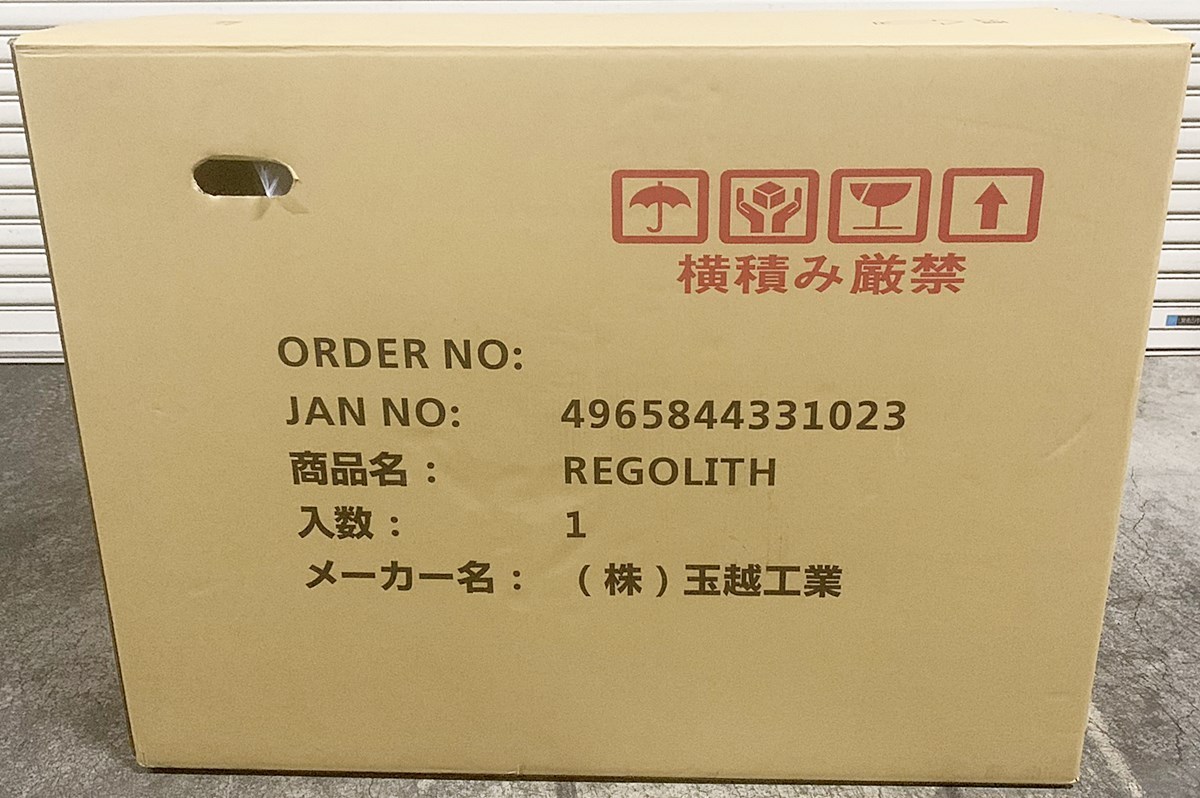 横積み厳禁
ORDER NO:
JAN NO: 4965844331023
商品名： REGOLITH
入数： 1
メーカー名： （株）玉越工業